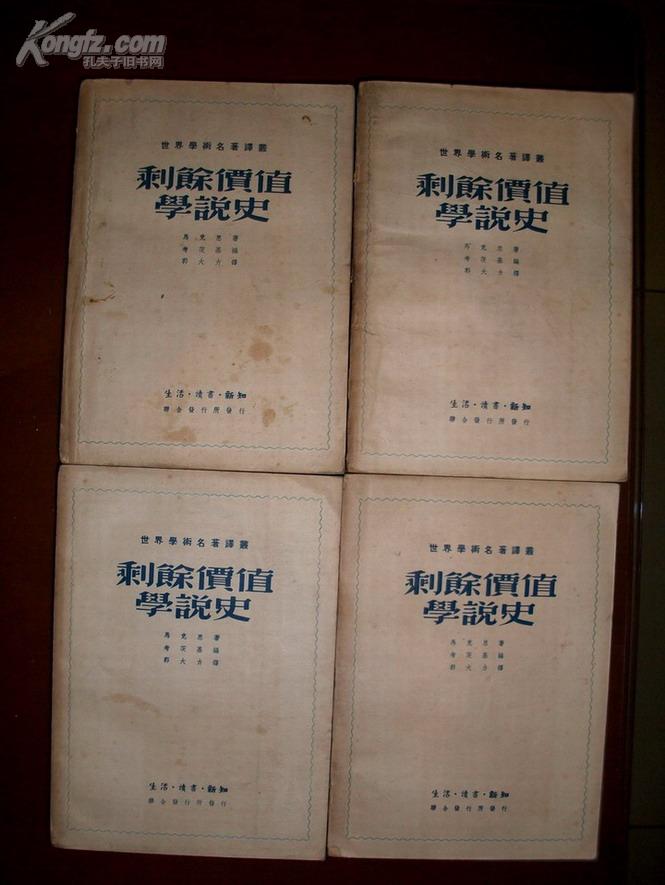 Kongfz.com
孔夫子旧书网
世界學術名著譯叢
剩餘價值
學說史
馬克思著
考茨基編
郭大力譯
生活·讀書·新知
聯合發行所發行
世界學術名著譯叢
剩餘價值
學說史
馬克思著
考茨基編
郭大力譯
生活·讀書·新知
聯合發行所發行
世界學術名著譯叢
剩餘價值
學說史
馬克思著
考茨基編
郭大力譯
生活·讀書·新知
聯合發行所發行
世界學術名著譯叢
剩餘價值
學說史
馬克思著
考茨基編
郭大力譯
生活·讀書·新知
聯合發行所發行